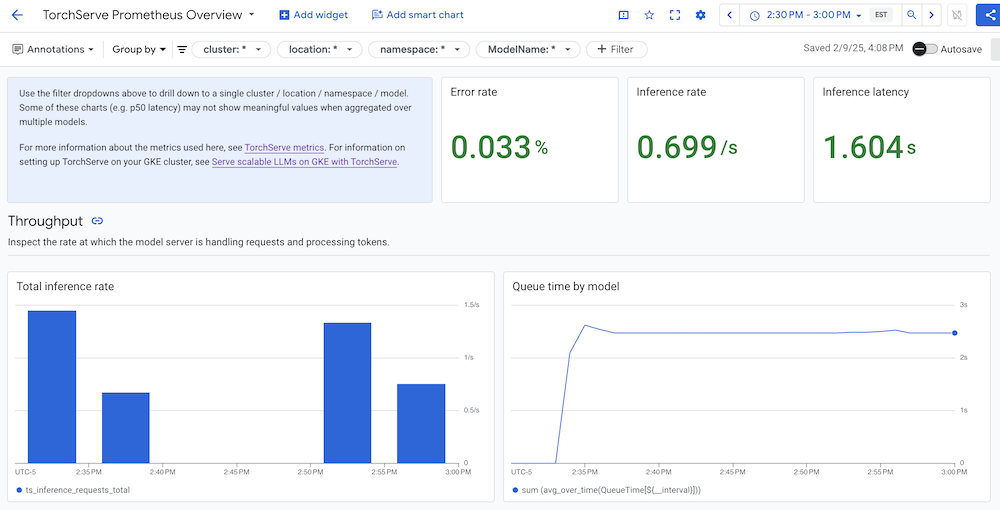 TorchServe Prometheus Overview
Add widget
Add smart chart
2:30 PM - 3:00 PM
EST
Annotations
Group by
cluster: *
location: *
namespace: *
ModelName: *
Filter
Saved 2/9/25, 4:08 PM
Autosave
Use the filter dropdowns above to drill down to a single cluster / location / namespace / model.
Some of these charts (e.g. p50 latency) may not show meaningful values when aggregated over
multiple models.
For more information about the metrics used here, see TorchServe metrics. For information on
setting up TorchServe on your GKE cluster, see Serve scalable LLMs on GKE with TorchServe.
Error rate
0.033 %
Inference rate
0.699 /s
Inference latency
1.604 s
Throughput
Inspect the rate at which the model server is handling requests and processing tokens.
Total inference rate
1.5/s
1/s
0.5/s
0
UTC-5 2:35 PM 2:40 PM 2:45 PM 2:50 PM 2:55 PM 3:00 PM
ts_inference_requests_total
Queue time by model
3s
2s
1s
0
UTC-5 2:35 PM 2:40 PM 2:45 PM 2:50 PM 2:55 PM 3:00 PM
sum (avg_over_time(QueueTime[${__interval}]))